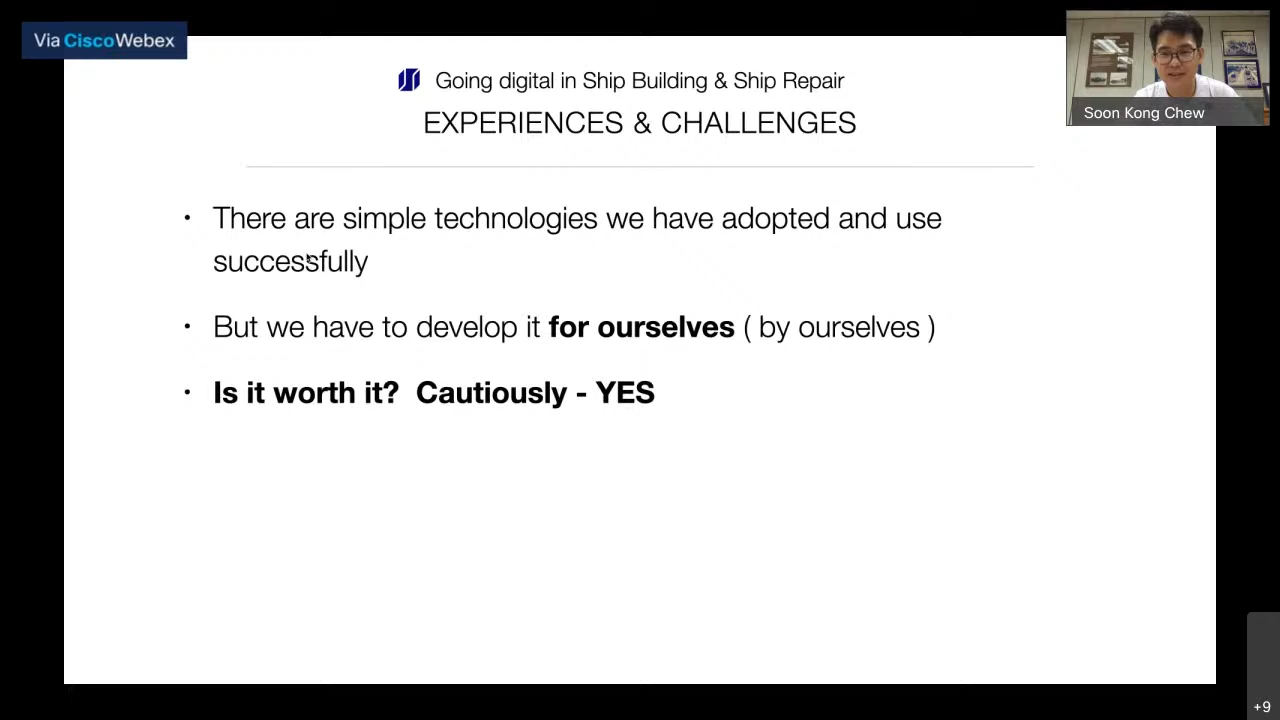 Via CiscoWebex
Going digital in Ship Building & Ship Repair
Soon Kong Chew
EXPERIENCES & CHALLENGES
• There are simple technologies we have adopted and use
successfully
• But we have to develop it for ourselves ( by ourselves )
• Is it worth it?  Cautiously - YES
+9